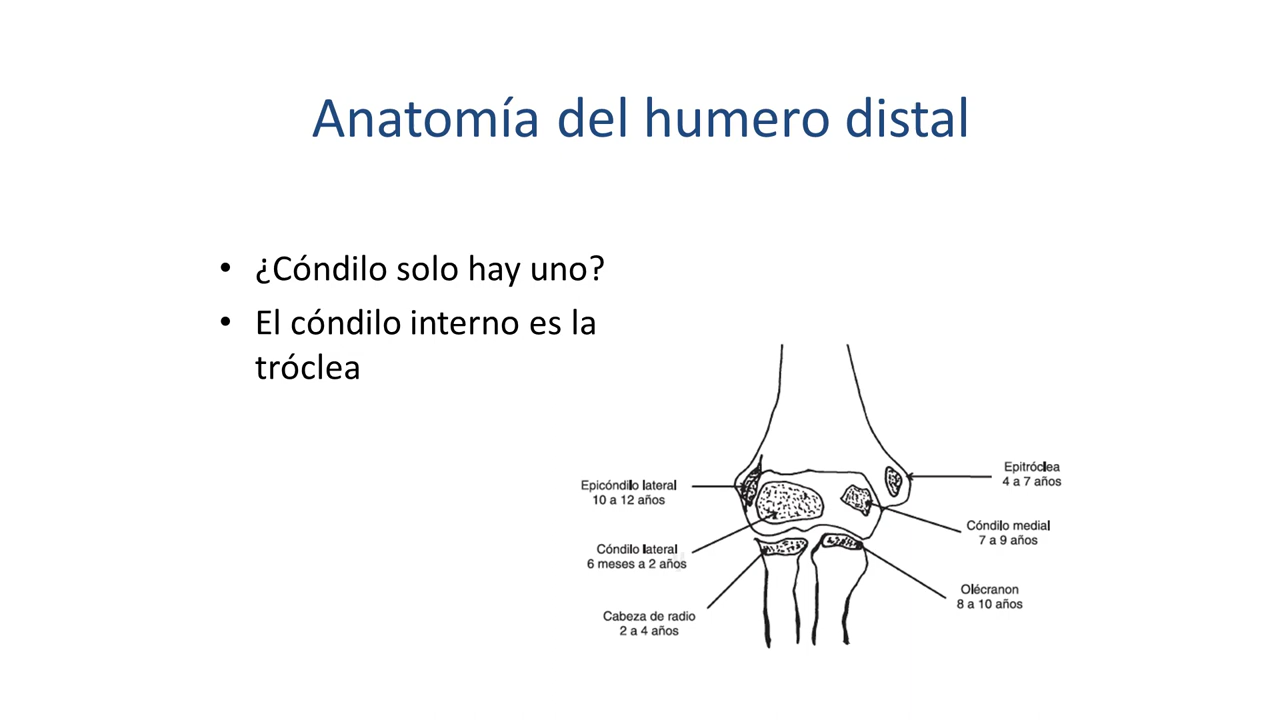 Anatomía del humero distal
• ¿Cóndilo solo hay uno?
• El cóndilo interno es la
tróclea
Epitróclea
4 a 7 años
Epicóndilo lateral
10 a 12 años
Cóndilo medial
7 a 9 años
Cóndilo lateral
6 meses a 2 años
Olécranon
8 a 10 años
Cabeza de radio
2 a 4 años